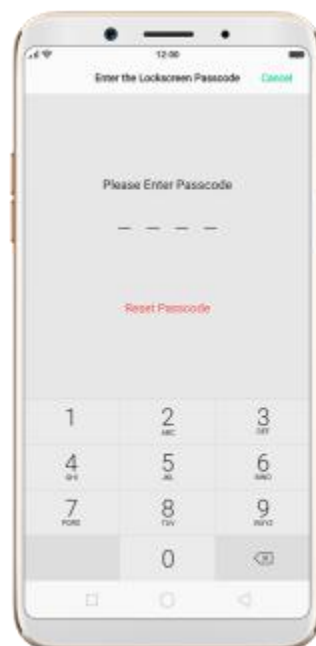 12:00
Enter the Lockscreen Passcode Cancel
Please Enter Passcode
Reset Passcode
1 2 3
ABC DEF
4 5 6
GHI JKL MNO
7 8 9
PQRS TUV WXYZ
0